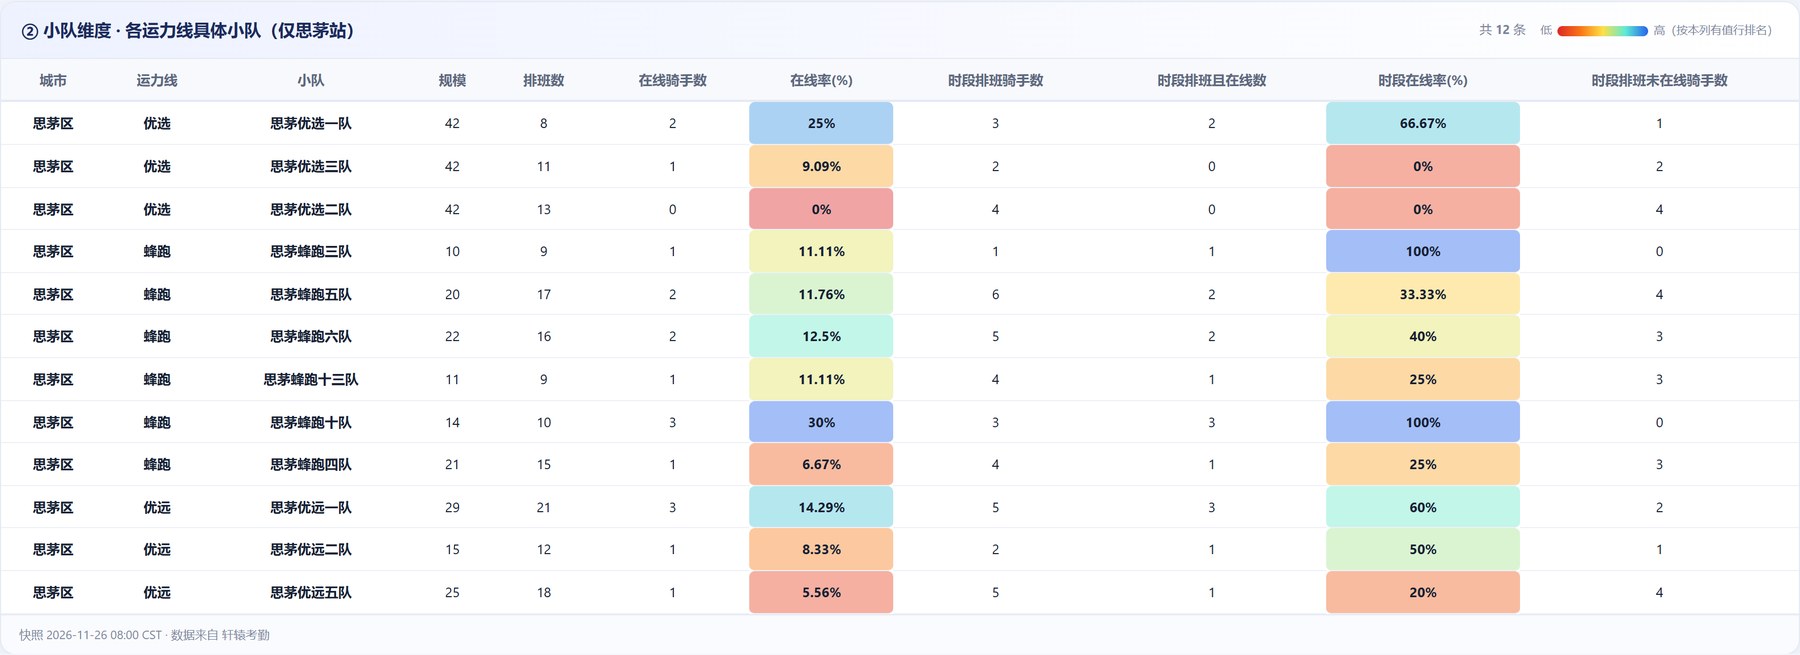 ② 小队维度 · 各运力线具体小队（仅思茅站）
共 12 条 低 高 (按本列有值行排名)
城市 运力线 小队 规模 排班数 在线骑手数 在线率(%) 时段排班骑手数 时段排班且在线数 时段在线率(%) 时段排班未在线骑手数
思茅区 优选 思茅优选一队 42 8 2 25% 3 2 66.67% 1
思茅区 优选 思茅优选三队 42 11 1 9.09% 2 0 0% 2
思茅区 优选 思茅优选二队 42 13 0 0% 4 0 0% 4
思茅区 蜂跑 思茅蜂跑三队 10 9 1 11.11% 1 1 100% 0
思茅区 蜂跑 思茅蜂跑五队 20 17 2 11.76% 6 2 33.33% 4
思茅区 蜂跑 思茅蜂跑六队 22 16 2 12.5% 5 2 40% 3
思茅区 蜂跑 思茅蜂跑十三队 11 9 1 11.11% 4 1 25% 3
思茅区 蜂跑 思茅蜂跑十队 14 10 3 30% 3 3 100% 0
思茅区 蜂跑 思茅蜂跑四队 21 15 1 6.67% 4 1 25% 3
思茅区 优远 思茅优远一队 29 21 3 14.29% 5 3 60% 2
思茅区 优远 思茅优远二队 15 12 1 8.33% 2 1 50% 1
思茅区 优远 思茅优远五队 25 18 1 5.56% 5 1 20% 4
快照 2026-11-26 08:00 CST · 数据来自 轩辕考勤